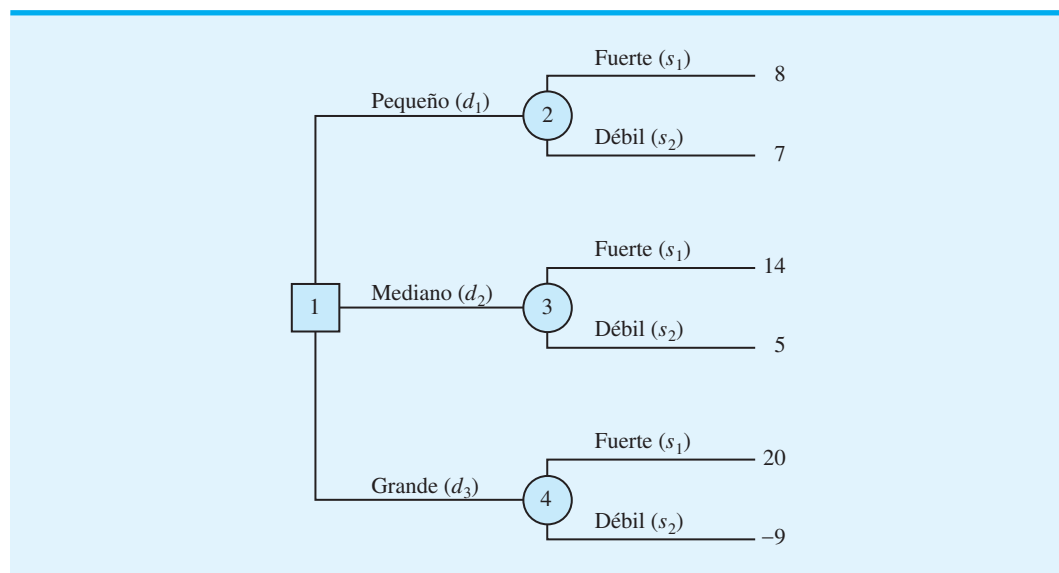 Fuerte (s₁)
8
Pequeño (d₁)
2
Débil (s₂)
7
Fuerte (s₁)
14
Mediano (d₂)
1
3
Débil (s₂)
5
Fuerte (s₁)
20
Grande (d₃)
4
Débil (s₂)
−9